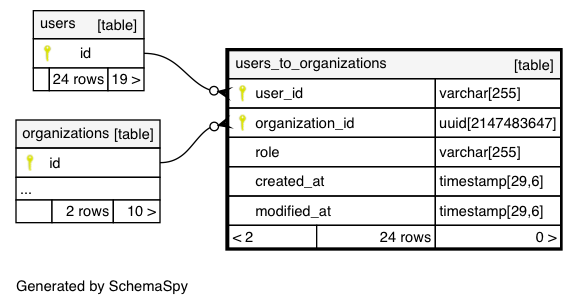 users [table]
id
24 rows 19 >
organizations [table]
id
...
2 rows 10 >
users_to_organizations [table]
user_id varchar[255]
organization_id uuid[2147483647]
role varchar[255]
created_at timestamp[29,6]
modified_at timestamp[29,6]
< 2 24 rows 0 >
Generated by SchemaSpy